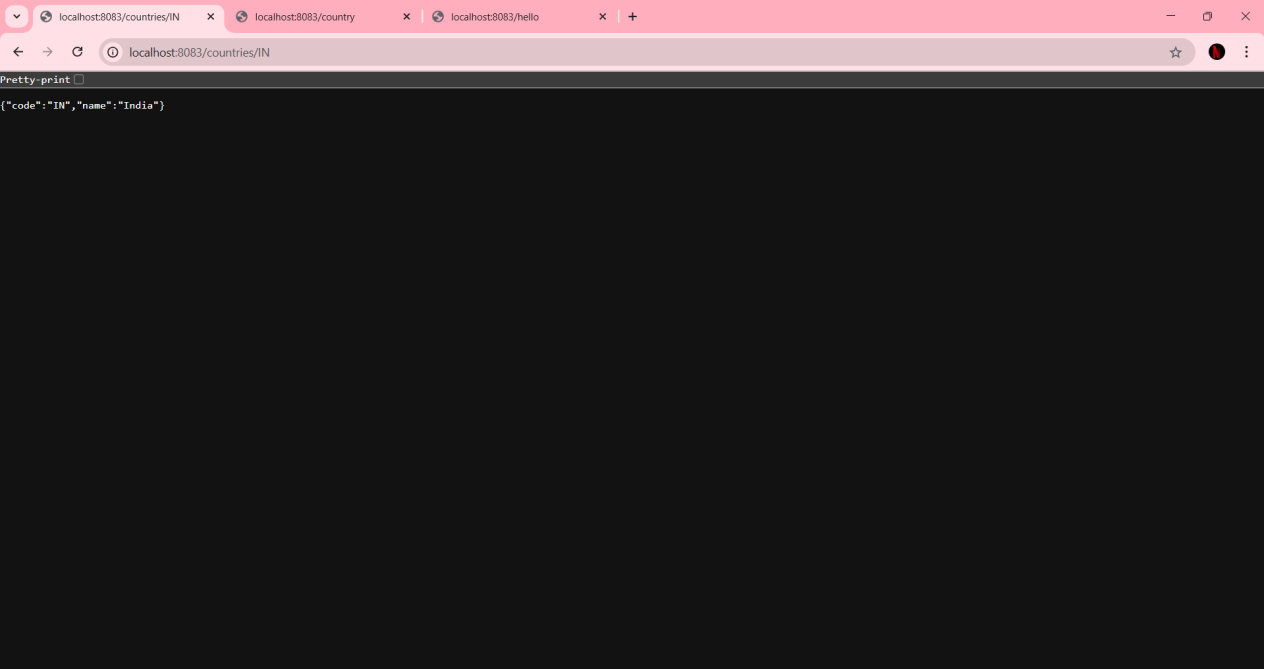 localhost:8083/countries/IN
localhost:8083/country
localhost:8083/hello
localhost:8083/countries/IN
Pretty-print
{"code":"IN","name":"India"}